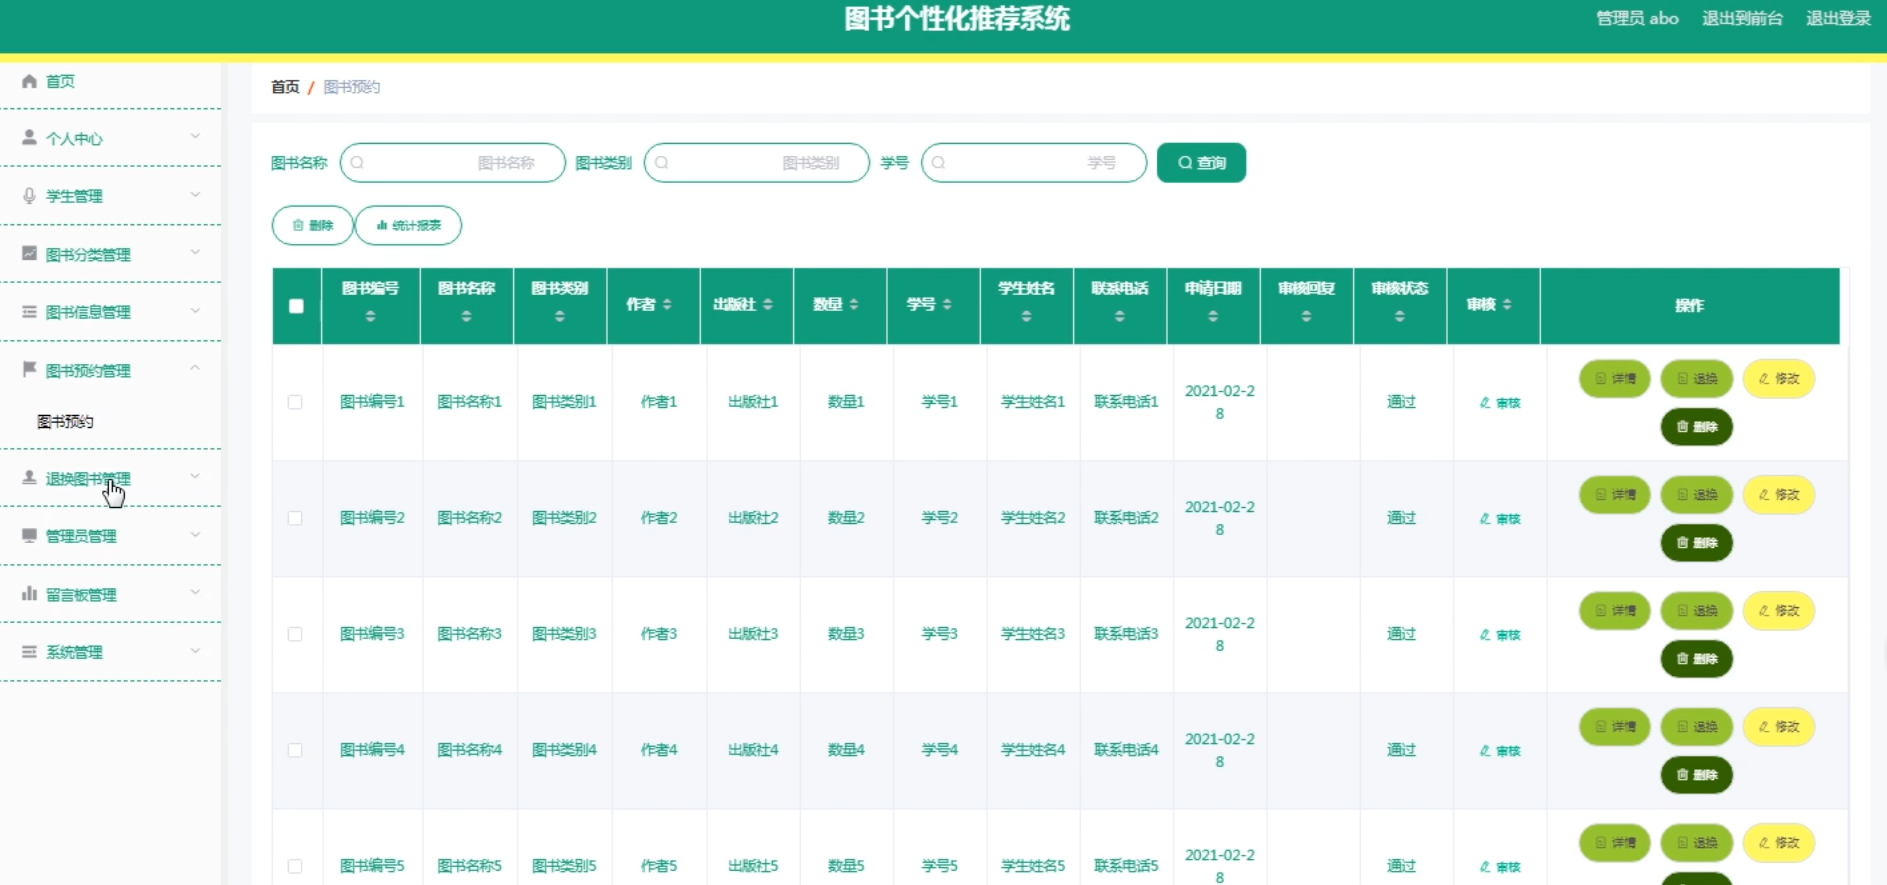 图书个性化推荐系统
管理员 abo 退出到前台 退出登录
首页
个人中心
学生管理
图书分类管理
图书信息管理
图书预约管理
图书预约
退换图书管理
管理员管理
留言板管理
系统管理
首页 / 图书预约
图书名称 图书名称 图书类别 图书类别 学号 学号 查询
删除 统计报表
图书编号 图书名称 图书类别 作者 出版社 数量 学号 学生姓名 联系电话 申请日期 审核回复 审核状态 审核 操作
图书编号1 图书名称1 图书类别1 作者1 出版社1 数量1 学号1 学生姓名1 联系电话1 2021-02-2 通过 审核 详情 退换 修改
8 删除
图书编号2 图书名称2 图书类别2 作者2 出版社2 数量2 学号2 学生姓名2 联系电话2 2021-02-2 通过 审核 详情 退换 修改
8 删除
图书编号3 图书名称3 图书类别3 作者3 出版社3 数量3 学号3 学生姓名3 联系电话3 2021-02-2 通过 审核 详情 退换 修改
8 删除
图书编号4 图书名称4 图书类别4 作者4 出版社4 数量4 学号4 学生姓名4 联系电话4 2021-02-2 通过 审核 详情 退换 修改
8 删除
图书编号5 图书名称5 图书类别5 作者5 出版社5 数量5 学号5 学生姓名5 联系电话5 2021-02-2 通过 审核 详情 退换 修改
8